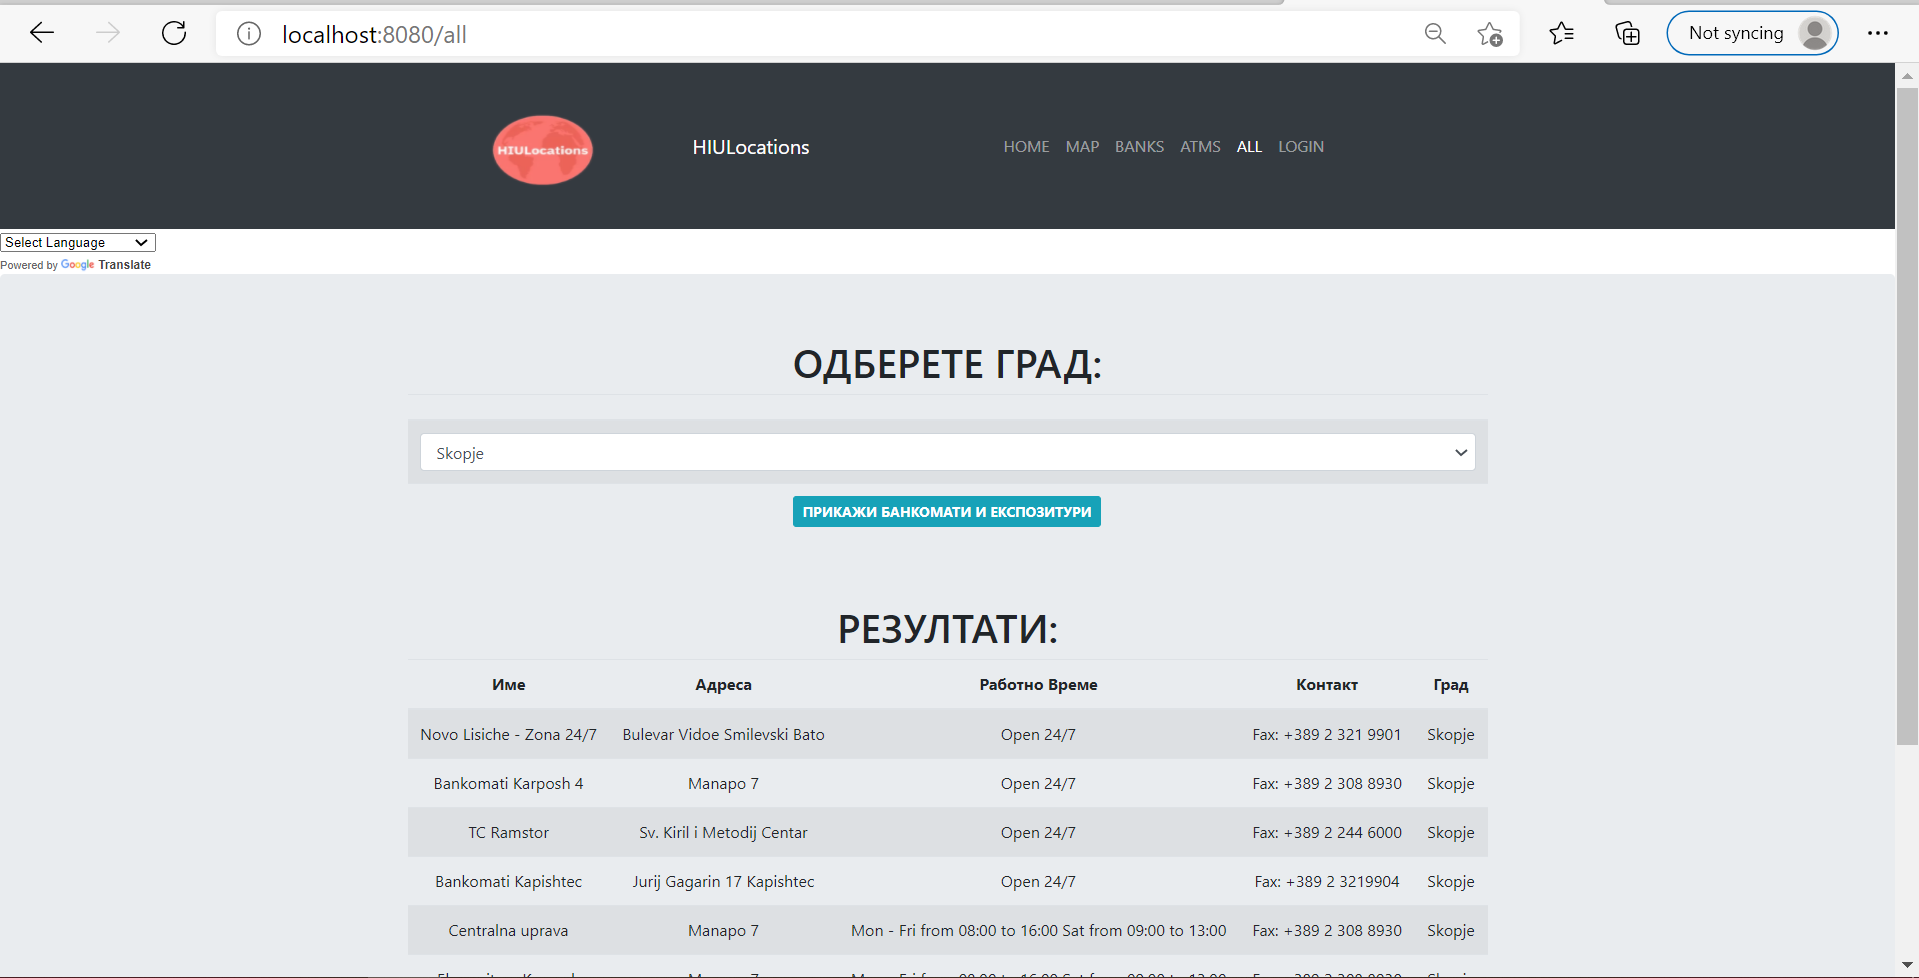 localhost:8080/all
Not syncing
HIULocations
HIULocations
HOME MAP BANKS ATMS ALL LOGIN
Select Language
Powered by Google Translate
ОДБЕРЕТЕ ГРАД:
Skopje
ПРИКАЖИ БАНКОМАТИ И ЕКСПОЗИТУРИ
РЕЗУЛТАТИ:
Име Адреса Работно Време Контакт Град
Novo Lisiche - Zona 24/7 Bulevar Vidoe Smilevski Bato Open 24/7 Fax: +389 2 321 9901 Skopje
Bankomati Karposh 4 Manapo 7 Open 24/7 Fax: +389 2 308 8930 Skopje
TC Ramstor Sv. Kiril i Metodij Centar Open 24/7 Fax: +389 2 244 6000 Skopje
Bankomati Kapishtec Jurij Gagarin 17 Kapishtec Open 24/7 Fax: +389 2 3219904 Skopje
Centralna uprava Manapo 7 Mon - Fri from 08:00 to 16:00 Sat from 09:00 to 13:00 Fax: +389 2 308 8930 Skopje